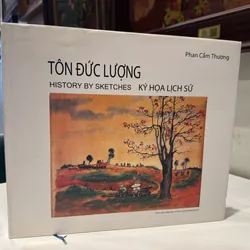 Phan Cẩm Thượng
TÔN ĐỨC LƯỢNG
HISTORY BY SKETCHES KÝ HỌA LỊCH SỬ